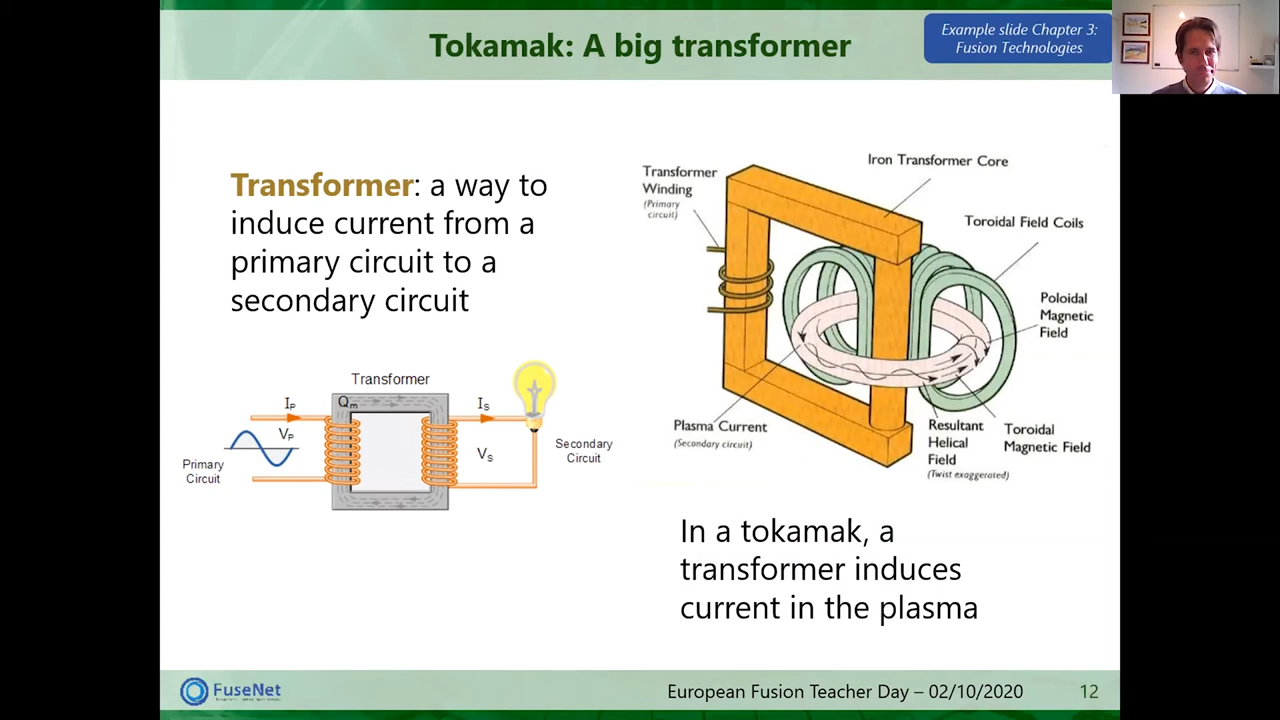 Tokamak: A big transformer
Example slide Chapter 3:
Fusion Technologies
Transformer: a way to
induce current from a
primary circuit to a
secondary circuit
Transformer
Iₚ
Qₘ
Iₛ
Vₚ
Vₛ
Primary
Circuit
Secondary
Circuit
Iron Transformer Core
Transformer
Winding
(Primary
circuit)
Toroidal Field Coils
Poloidal
Magnetic
Field
Plasma Current
(Secondary circuit)
Resultant
Helical
Field
(Twist exaggerated)
Toroidal
Magnetic Field
In a tokamak, a
transformer induces
current in the plasma
FuseNet
European Fusion Teacher Day – 02/10/2020
12